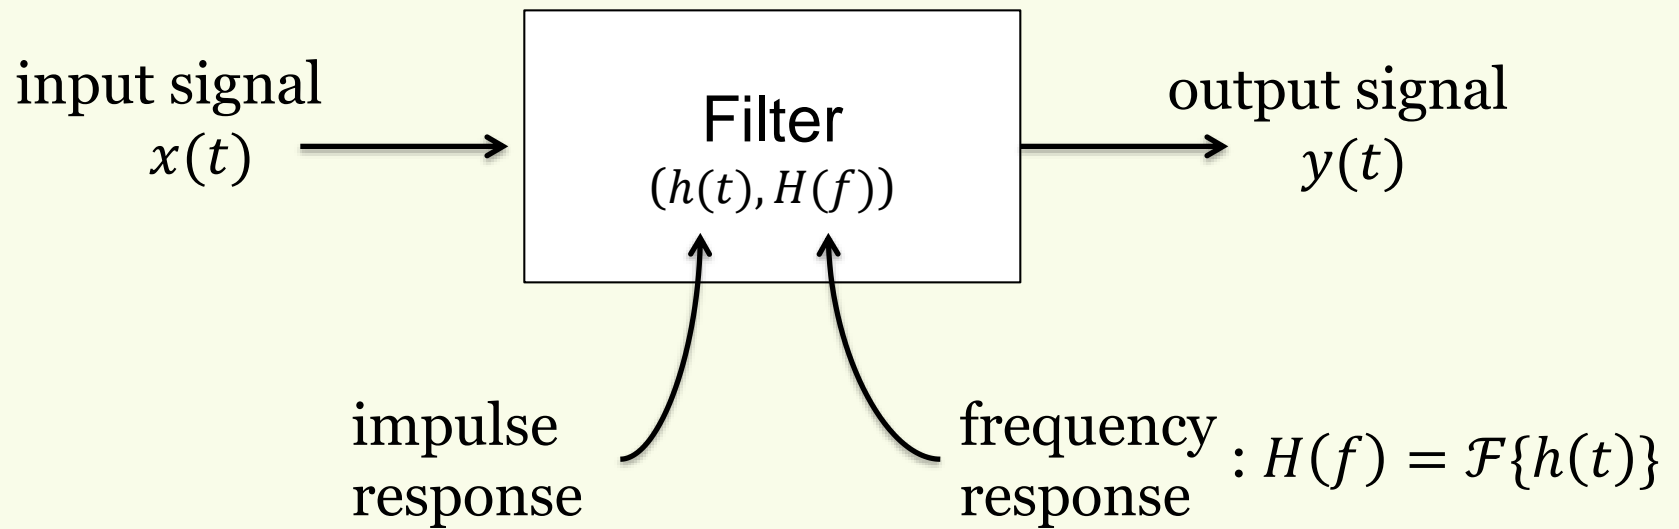 input signal
x(t)
Filter
(h(t), H(f))
output signal
y(t)
impulse
response
frequency
response
: H(f) = ℱ{h(t)}